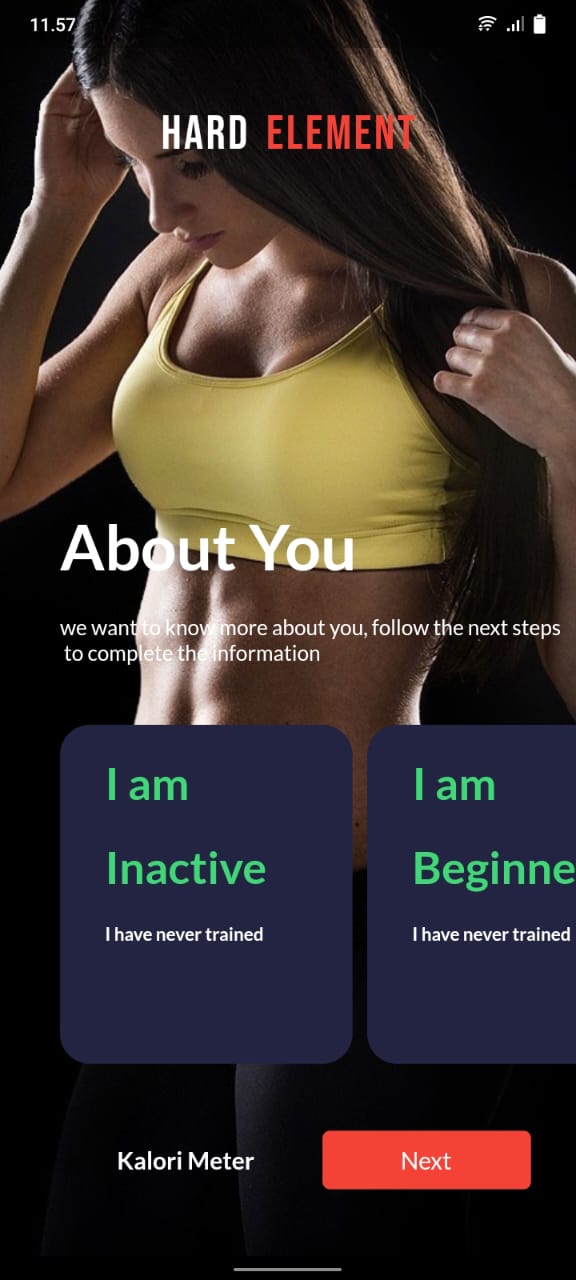 11.57
HARD ELEMENT
About You
we want to know more about you, follow the next steps
to complete the information
I am
Inactive
I have never trained
I am
Beginne
I have never trained
Kalori Meter
Next